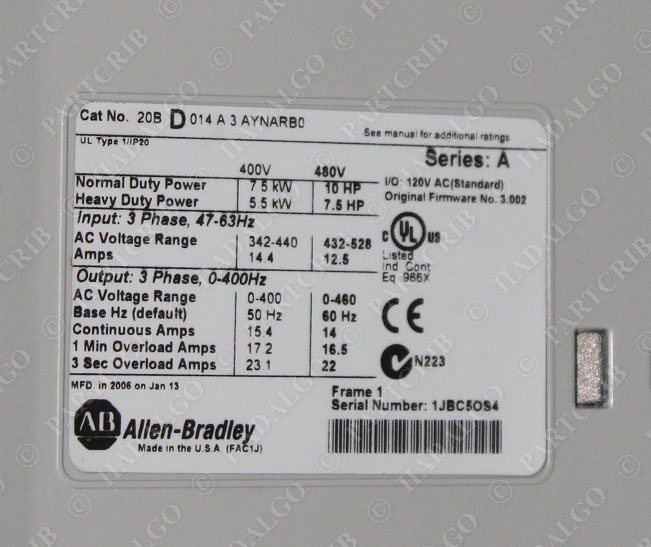 Cat No. 20B D 014 A 3 AYNARB0
See manual for additional ratings
UL Type 1/IP20
Series: A
400V 480V
Normal Duty Power 7.5 kW 10 HP
I/O: 120V AC(Standard)
Heavy Duty Power 5.5 kW 7.5 HP
Original Firmware No. 3.002
Input: 3 Phase, 47-63Hz
AC Voltage Range 342-440 432-528
Amps 14.4 12.5
C UL US
Listed
Ind Cont
Eq 966X
Output: 3 Phase, 0-400Hz
AC Voltage Range 0-400 0-460
Base Hz (default) 50 Hz 60 Hz
Continuous Amps 15.4 14
1 Min Overload Amps 17.2 16.5
3 Sec Overload Amps 23.1 22
CE
N223
MFD. in 2006 on Jan 13
Frame 1
Serial Number: 1JBC5OS4
AB Allen-Bradley
Made in the U.S.A (FAC1J)
PARTCRIB © HADALGO ©